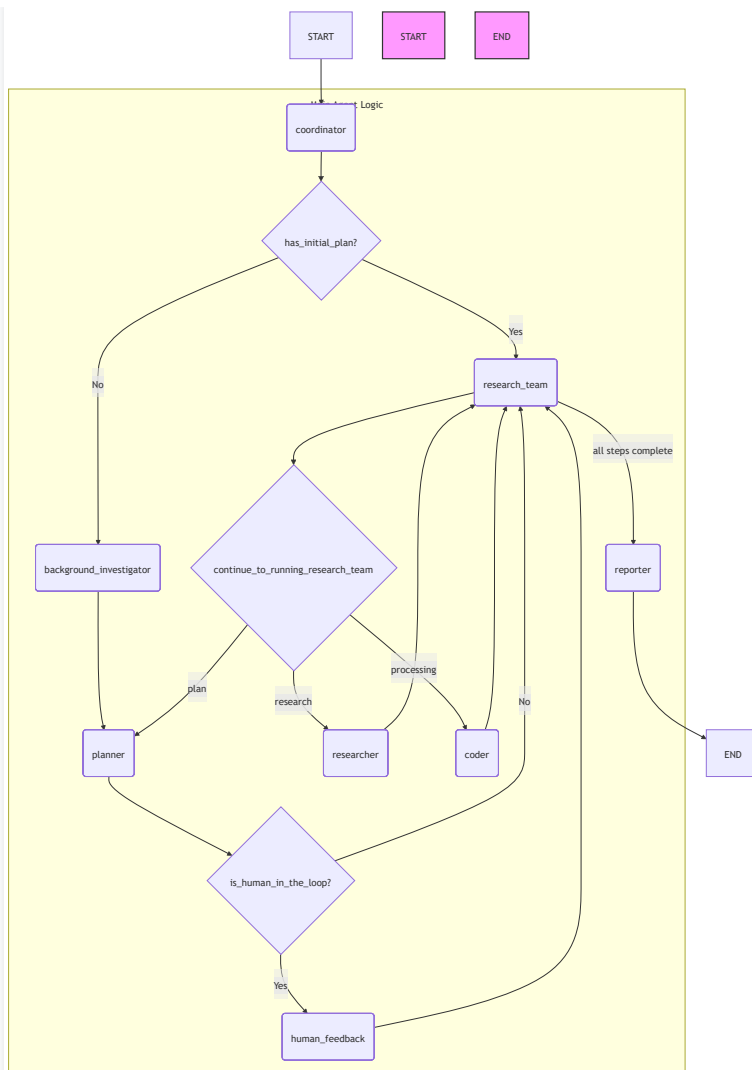 START
START
END
Logic
coordinator
has_initial_plan?
Yes
research_team
No
all steps complete
background_investigator
continue_to_running_research_team
reporter
processing
plan
research
No
planner
researcher
coder
END
is_human_in_the_loop?
Yes
human_feedback